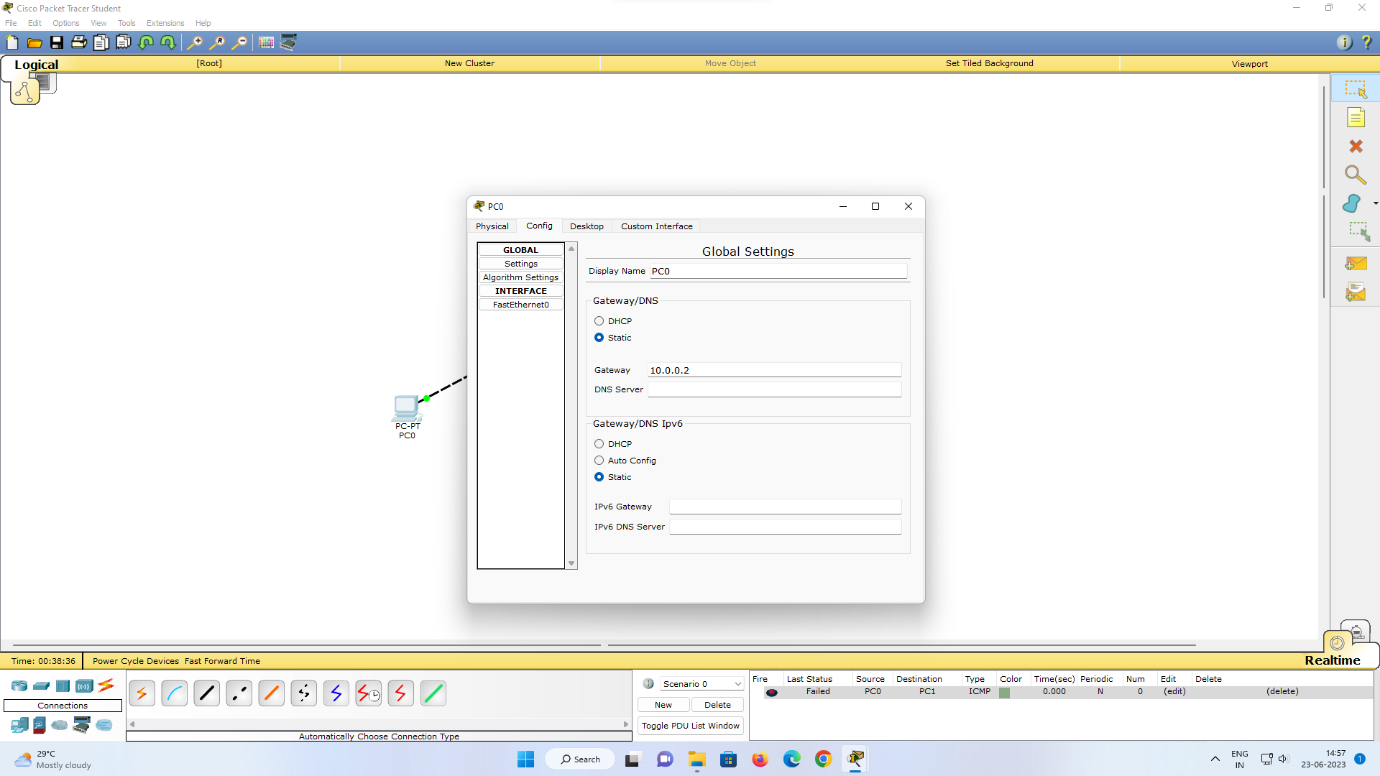 Cisco Packet Tracer Student
File Edit Options View Tools Extensions Help
Logical [Root] New Cluster Move Object Set Tiled Background Viewport
PC0
Physical Config Desktop Custom Interface
GLOBAL
Settings
Algorithm Settings
INTERFACE
FastEthernet0
Global Settings
Display Name PC0
Gateway/DNS
DHCP
Static
Gateway 10.0.0.2
DNS Server
Gateway/DNS Ipv6
DHCP
Auto Config
Static
IPv6 Gateway
IPv6 DNS Server
PC-PT
PC0
Time: 00:38:36 Power Cycle Devices Fast Forward Time
Realtime
Connections
Automatically Choose Connection Type
Scenario 0
New Delete
Toggle PDU List Window
Fire Last Status Source Destination Type Color Time(sec) Periodic Num Edit Delete
Failed PC0 PC1 ICMP 0.000 N 0 (edit) (delete)
29°C
Mostly cloudy
Search
ENG
IN
14:57
23-06-2023
1